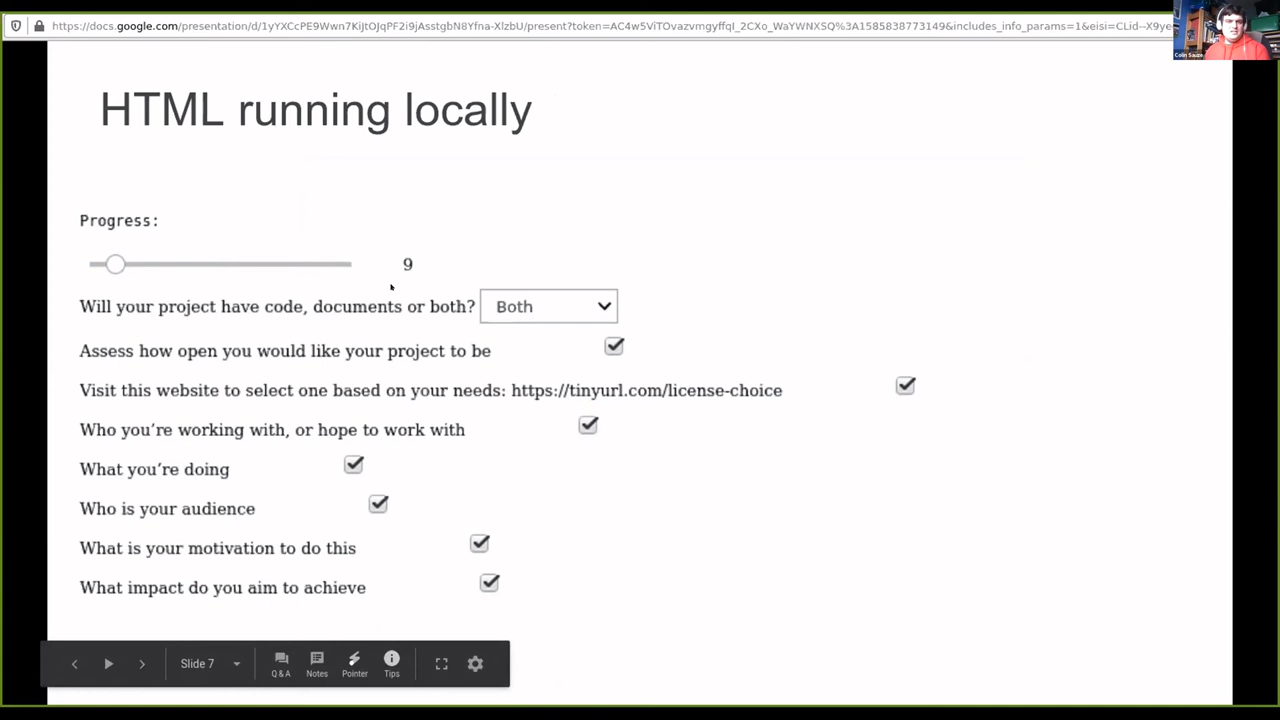 https://docs.google.com/presentation/d/1yYXCcPE9Wwn7KiJtOJqPF2i9jAsstgbN8Yfna-XlzbU/present?token=AC4w5ViTOvazvmgyffqI_2CXo_WaYWNXSQ%3A1585838773149&includes_info_params=1&eisi=CLid--X9ye
Colin Sauze
HTML running locally
Progress:
9
Will your project have code, documents or both? Both
Assess how open you would like your project to be
Visit this website to select one based on your needs: https://tinyurl.com/license-choice
Who you’re working with, or hope to work with
What you’re doing
Who is your audience
What is your motivation to do this
What impact do you aim to achieve
Slide 7
Q & A Notes Pointer Tips